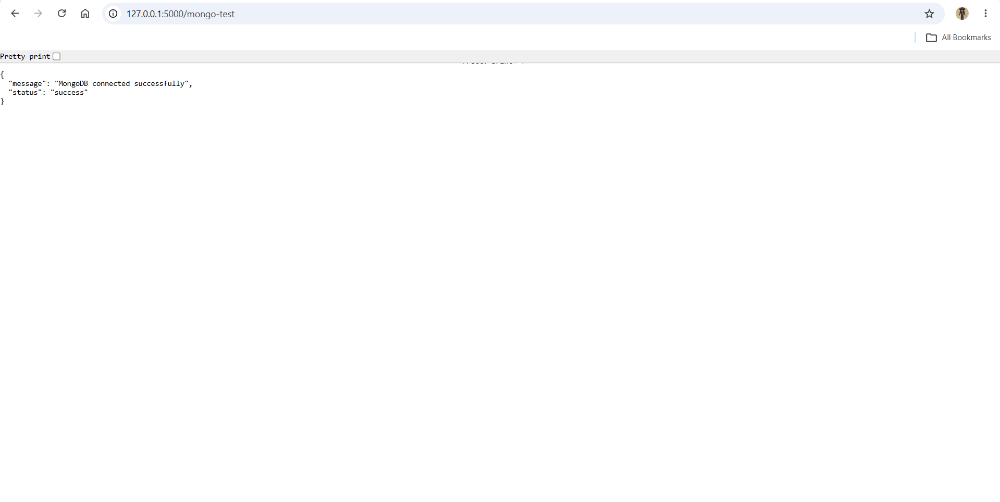 127.0.0.1:5000/mongo-test
All Bookmarks
Pretty print
{
  "message": "MongoDB connected successfully",
  "status": "success"
}